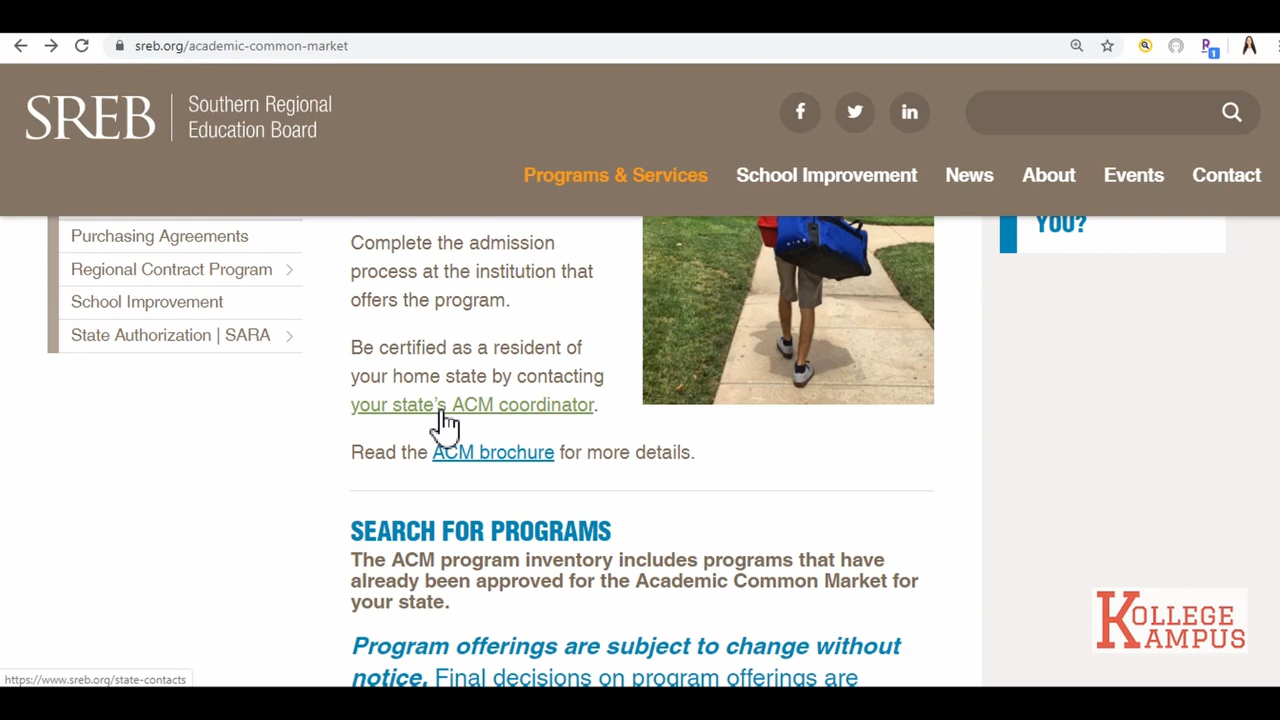 sreb.org/academic-common-market
1
SREB
Southern Regional
Education Board
Programs & Services
School Improvement
News
About
Events
Contact
Purchasing Agreements
Regional Contract Program
School Improvement
State Authorization | SARA
Complete the admission
process at the institution that
offers the program.
Be certified as a resident of
your home state by contacting
your state's ACM coordinator.
Read the ACM brochure for more details.
YOU?
SEARCH FOR PROGRAMS
The ACM program inventory includes programs that have
already been approved for the Academic Common Market for
your state.
Program offerings are subject to change without
notice. Final decisions on program offerings are
KOLLEGE
KAMPUS
https://www.sreb.org/state-contacts